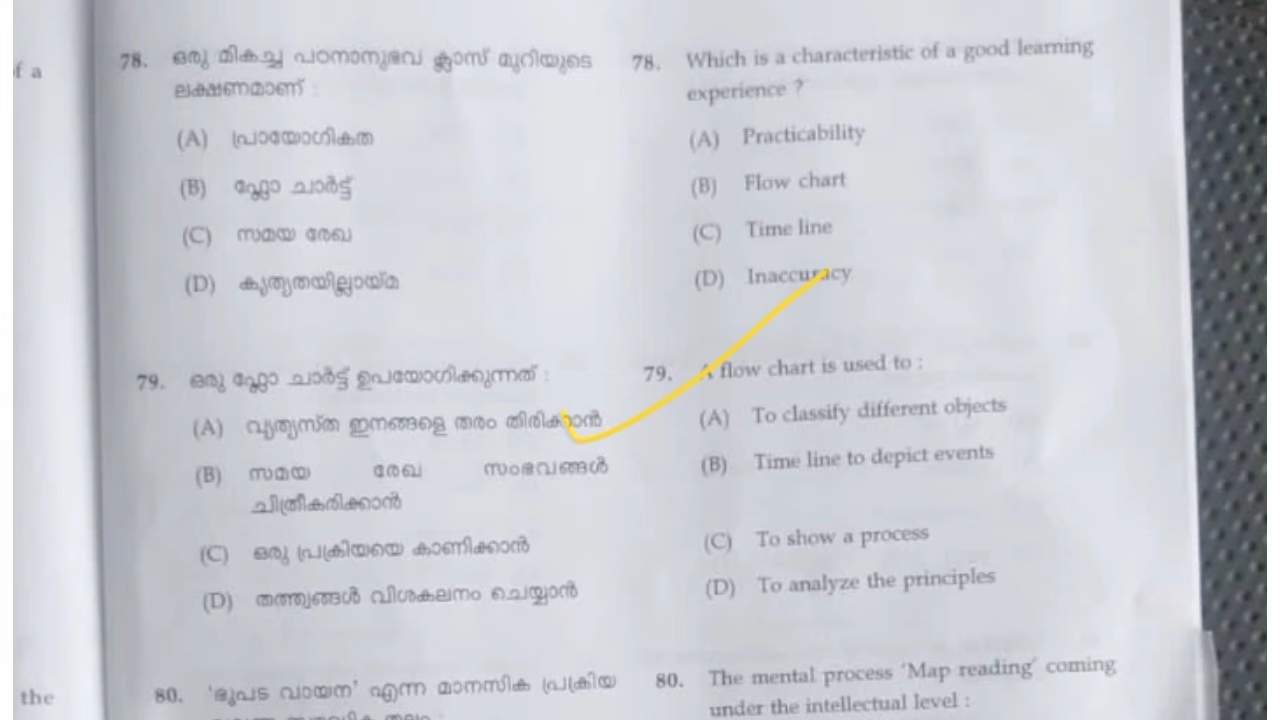 f a
78. ഒരു മികച്ച പഠനാനുഭവ ക്ലാസ് മുറിയുടെ
ലക്ഷണമാണ് :
(A) പ്രായോഗികത
(B) ഫ്ലോ ചാർട്ട്
(C) സമയ രേഖ
(D) കൃത്യതയില്ലായ്മ
79. ഒരു ഫ്ലോ ചാർട്ട് ഉപയോഗിക്കുന്നത് :
(A) വ്യത്യസ്ത ഇനങ്ങളെ തരം തിരിക്കാൻ
(B) സമയ രേഖ സംഭവങ്ങൾ
ചിത്രീകരിക്കാൻ
(C) ഒരു പ്രക്രിയയെ കാണിക്കാൻ
(D) തത്ത്വങ്ങൾ വിശകലനം ചെയ്യാൻ
the
80. 'ഭൂപട വായന' എന്ന മാനസിക പ്രക്രിയ
78. Which is a characteristic of a good learning
experience ?
(A) Practicability
(B) Flow chart
(C) Time line
(D) Inaccuracy
79. A flow chart is used to :
(A) To classify different objects
(B) Time line to depict events
(C) To show a process
(D) To analyze the principles
80. The mental process 'Map reading' coming
under the intellectual level :